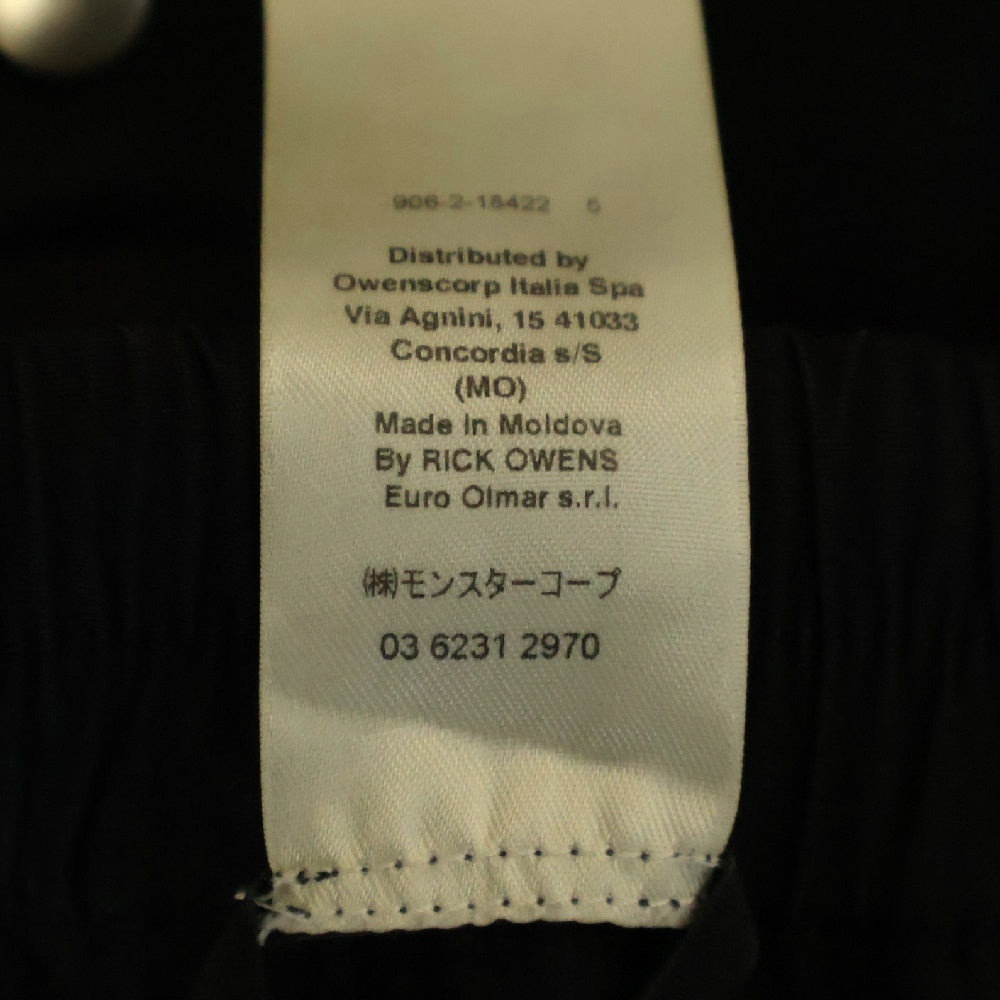 906-2-18422 6
Distributed by
Owenscorp Italia Spa
Via Agnini, 15 41033
Concordia s/S
(MO)
Made in Moldova
By RICK OWENS
Euro Olmar s.r.l.
㈱モンスターコープ
03 6231 2970